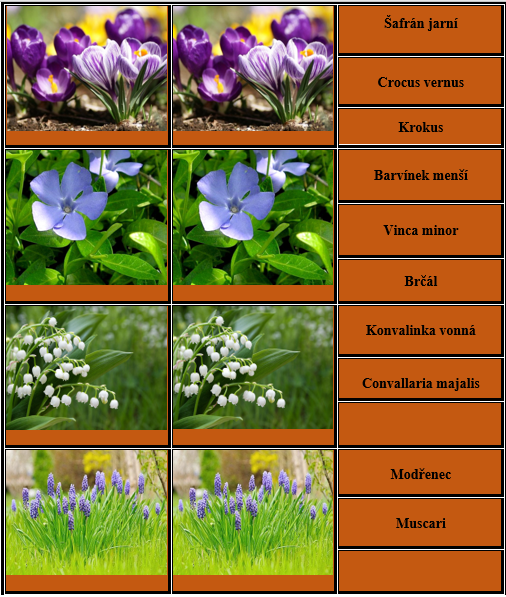 Šafrán jarní
Crocus vernus
Krokus
Barvínek menší
Vinca minor
Brčál
Konvalinka vonná
Convallaria majalis
Modřenec
Muscari